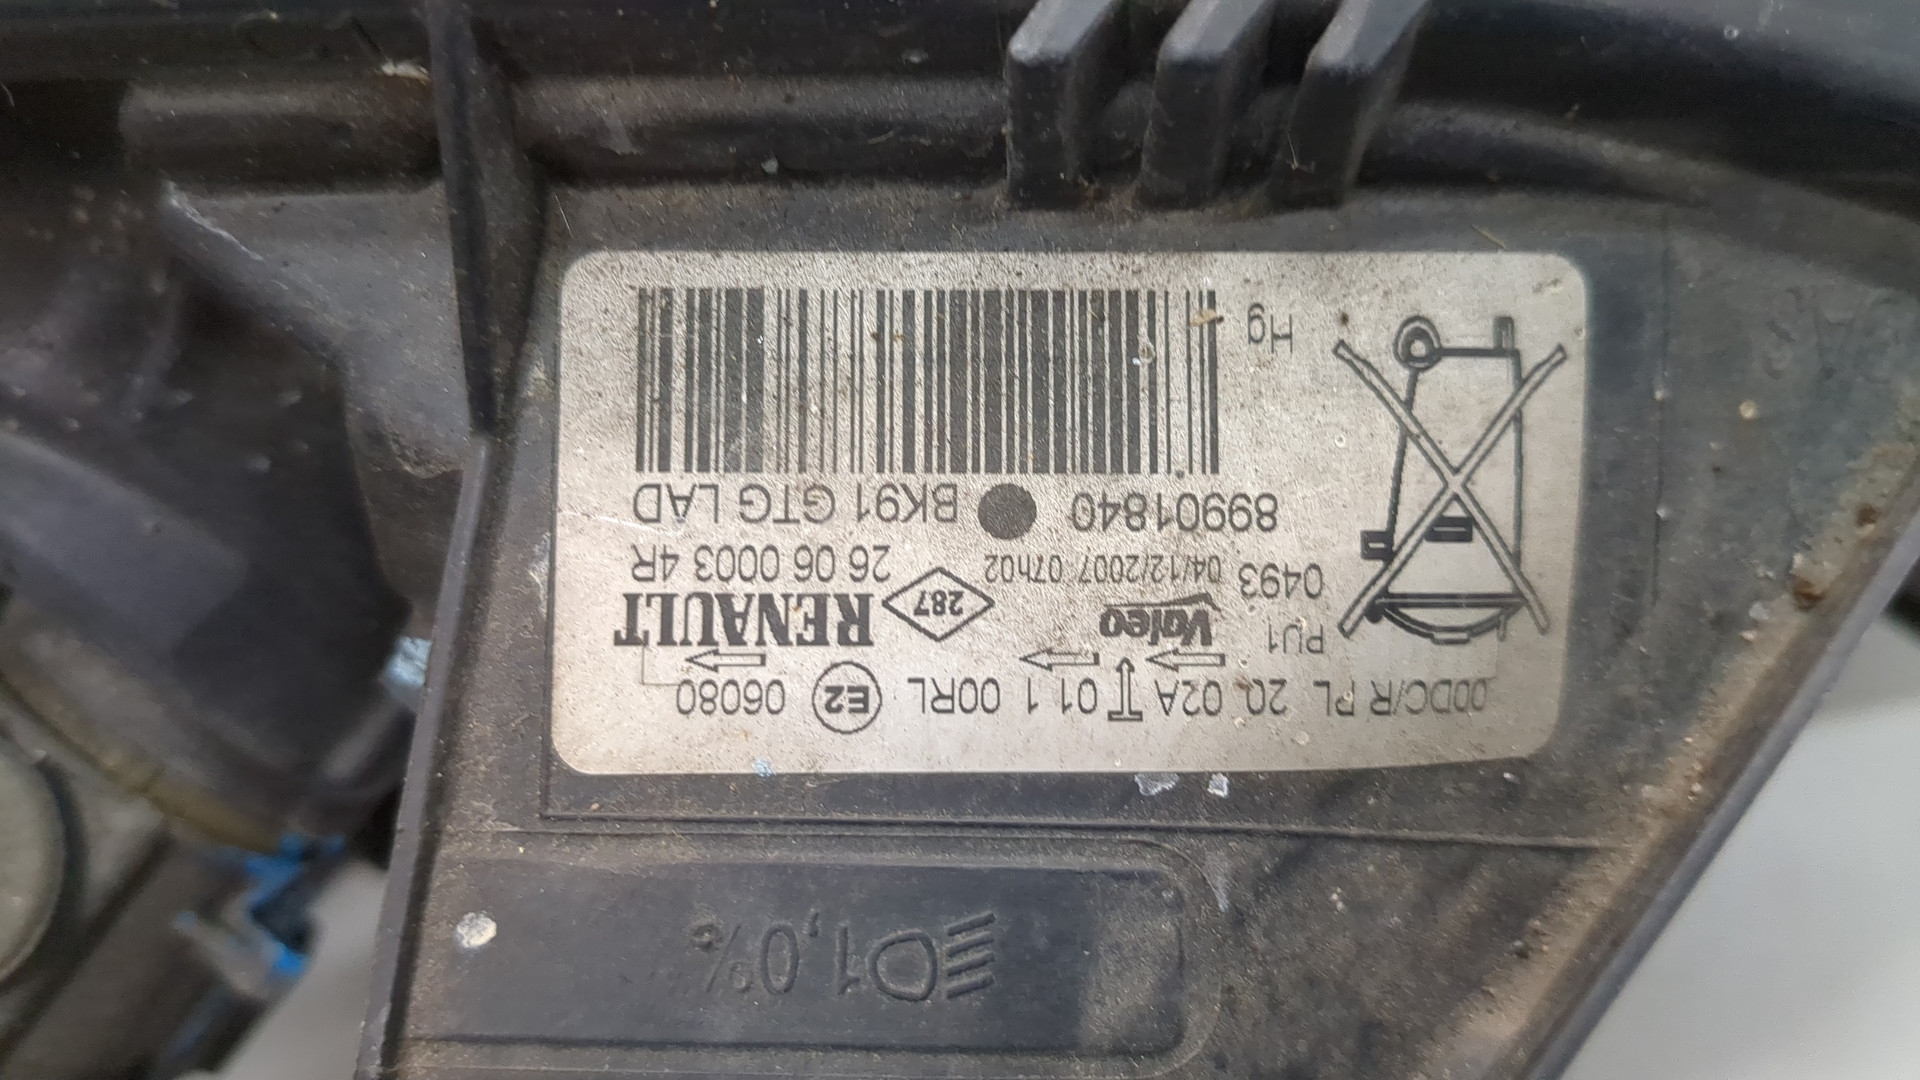 00DC/R PL 20 02A 01 1 00RL E2 06080
PU1 Valeo 287 RENAULT
0493 04/12/2007 07h02 26 06 0003 4R
89901840 BK91 GTG LAD
Hg
1,0%